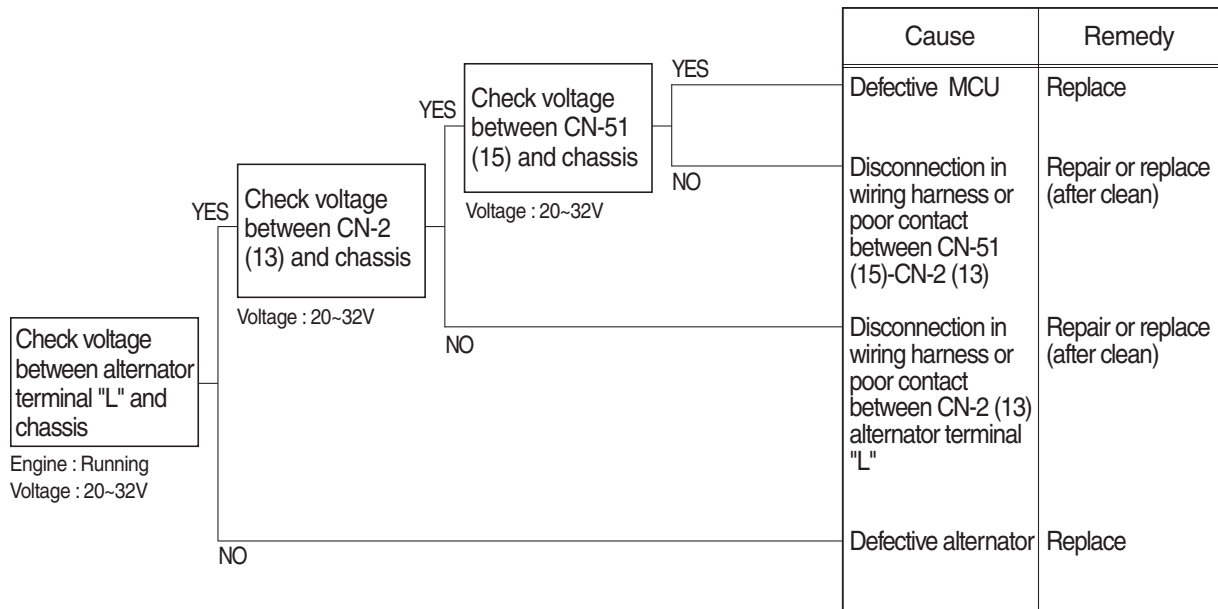 Cause
Remedy
YES
Defective MCU
Replace
YES
Check voltage
between CN-51
(15) and chassis
NO
Voltage : 20~32V
Disconnection in
wiring harness or
poor contact
between CN-51
(15)-CN-2 (13)
Repair or replace
(after clean)
YES
Check voltage
between CN-2
(13) and chassis
Voltage : 20~32V
NO
Disconnection in
wiring harness or
poor contact
between CN-2 (13)
alternator terminal
"L"
Repair or replace
(after clean)
Check voltage
between alternator
terminal "L" and
chassis
Engine : Running
Voltage : 20~32V
NO
Defective alternator
Replace